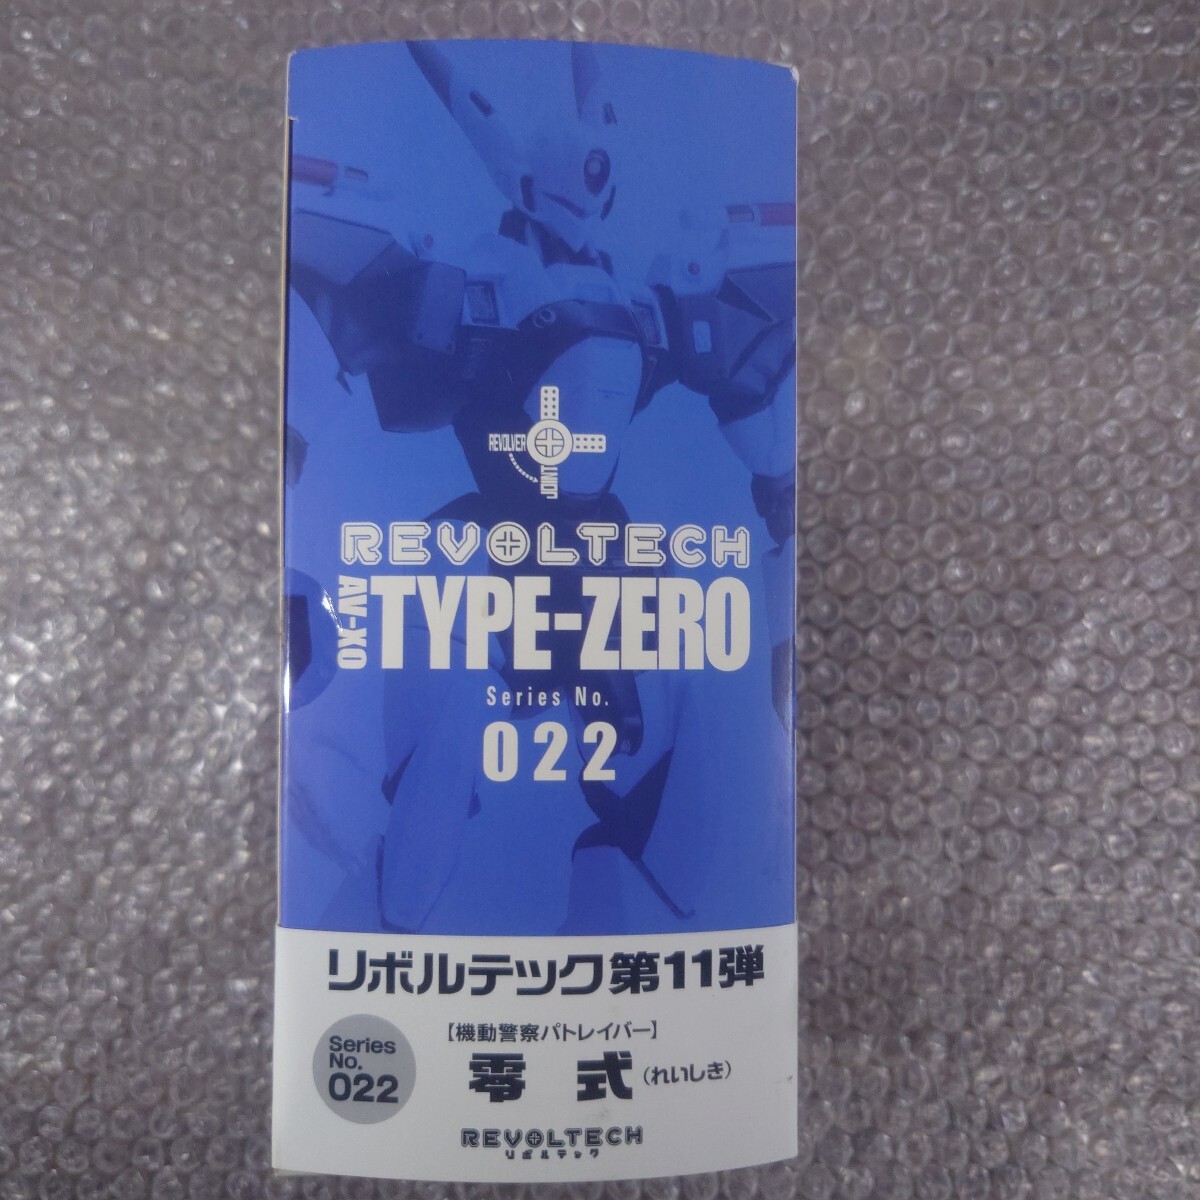 REVOLVER
JOINT
REVOLTECH
AV-X0
TYPE-ZERO
Series No.
022
リボルテック第11弾
Series
No.
022
【機動警察パトレイバー】
零式(れいしき)
REVOLTECH
リボルテック